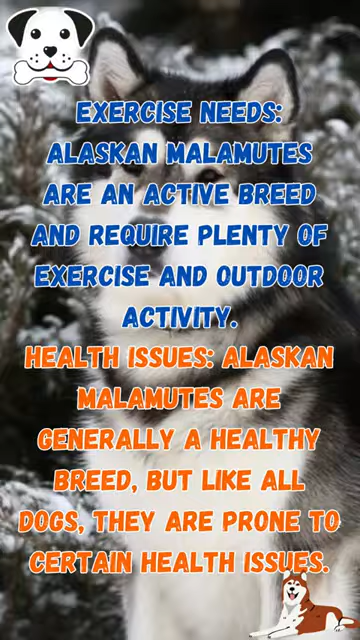 EXERCISE NEEDS:
ALASKAN MALAMUTES
ARE AN ACTIVE BREED
AND REQUIRE PLENTY OF
EXERCISE AND OUTDOOR
ACTIVITY.
HEALTH ISSUES: ALASKAN
MALAMUTES ARE
GENERALLY A HEALTHY
BREED, BUT LIKE ALL
DOGS, THEY ARE PRONE TO
CERTAIN HEALTH ISSUES.